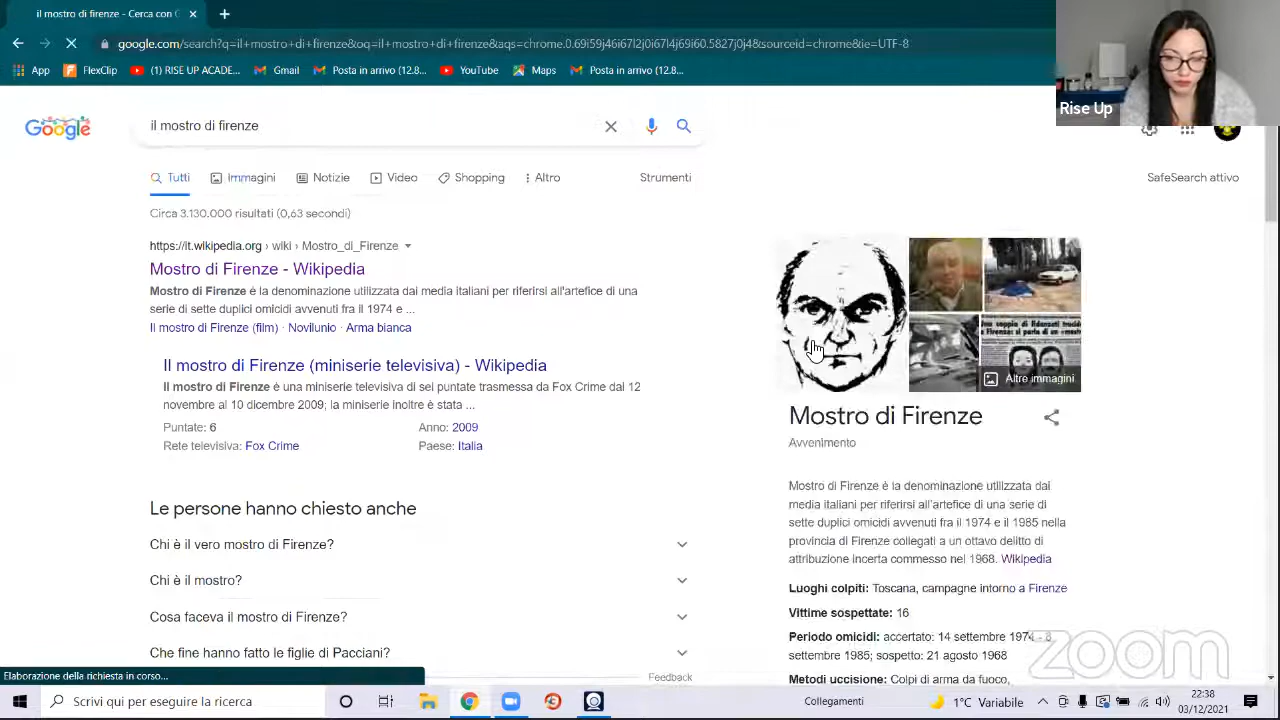 il mostro di firenze - Cerca con G
google.com/search?q=il+mostro+di+firenze&oq=il+mostro+di+firenze&aqs=chrome.0.69i59j46i67l2j0i67l4j69i60.5827j0j4&sourceid=chrome&ie=UTF-8
App
FlexClip
(1) RISE UP ACADE...
Gmail
Posta in arrivo (12.8...
YouTube
Maps
Posta in arrivo (12.8...
Rise Up
Google
il mostro di firenze
Tutti
Immagini
Notizie
Video
Shopping
Altro
Strumenti
SafeSearch attivo
Circa 3.130.000 risultati (0,63 secondi)
https://it.wikipedia.org › wiki › Mostro_di_Firenze
Mostro di Firenze - Wikipedia
Mostro di Firenze è la denominazione utilizzata dai media italiani per riferirsi all'artefice di una
serie di sette duplici omicidi avvenuti fra il 1974 e ...
Il mostro di Firenze (film) · Novilunio · Arma bianca
Il mostro di Firenze (miniserie televisiva) - Wikipedia
Il mostro di Firenze è una miniserie televisiva di sei puntate trasmessa da Fox Crime dal 12
novembre al 10 dicembre 2009; la miniserie inoltre è stata ...
Puntate: 6
Anno: 2009
Rete televisiva: Fox Crime
Paese: Italia
Le persone hanno chiesto anche
Chi è il vero mostro di Firenze?
Chi è il mostro?
Cosa faceva il mostro di Firenze?
Che fine hanno fatto le figlie di Pacciani?
Feedback
Altre immagini
Mostro di Firenze
Avvenimento
Mostro di Firenze è la denominazione utilizzata dai
media italiani per riferirsi all'artefice di una serie di
sette duplici omicidi avvenuti fra il 1974 e il 1985 nella
provincia di Firenze collegati a un ottavo delitto di
attribuzione incerta commesso nel 1968. Wikipedia
Luoghi colpiti: Toscana, campagne intorno a Firenze
Vittime sospettate: 16
Periodo omicidi: accertato: 14 settembre 1974 - 8
settembre 1985; sospetto: 21 agosto 1968
Metodi uccisione: Colpi di arma da fuoco,
zoom
Elaborazione della richiesta in corso...
Scrivi qui per eseguire la ricerca
Collegamenti
1°C Variabile
22:38
03/12/2021